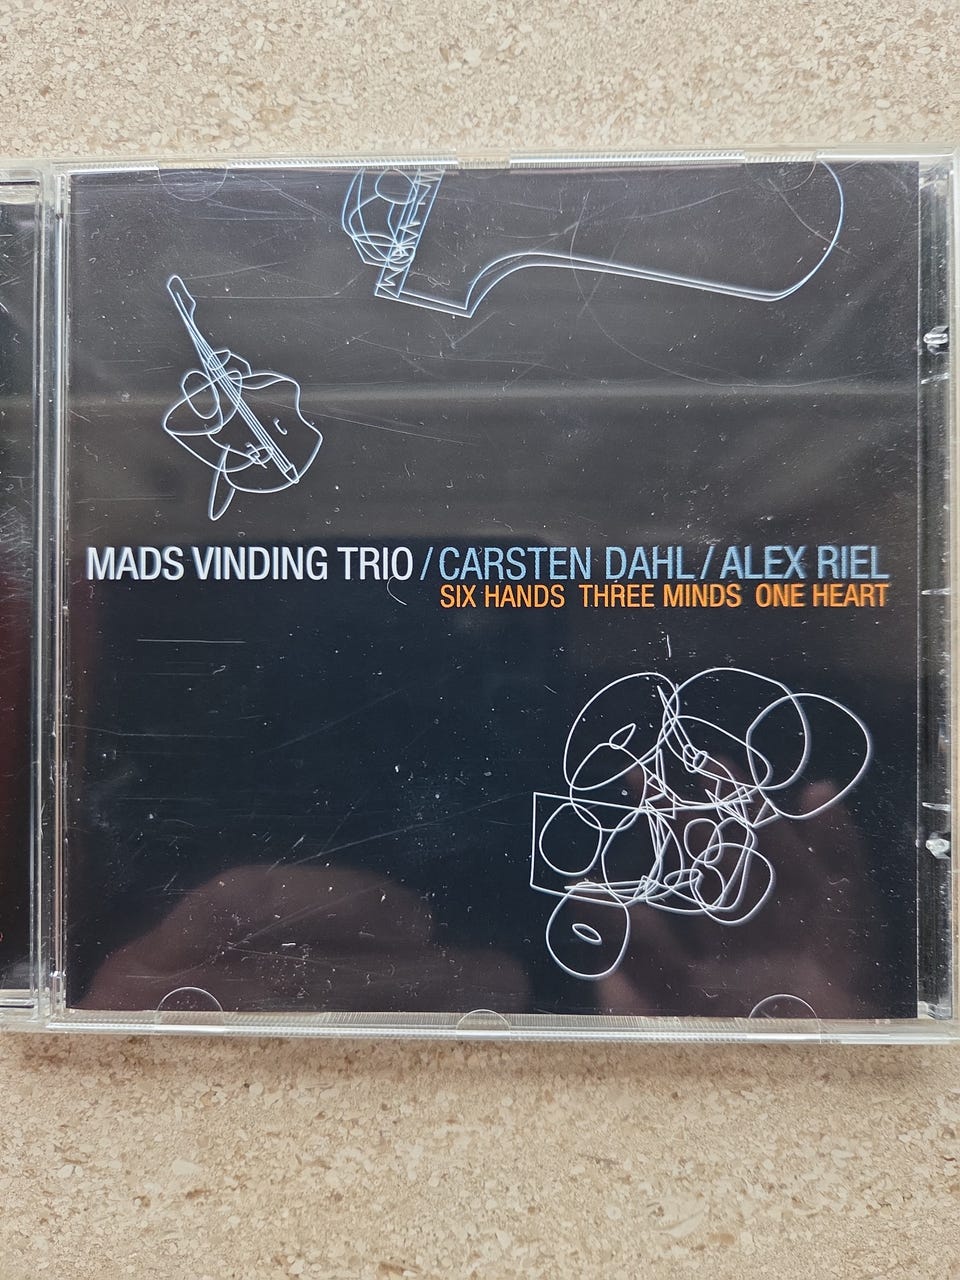 MADS VINDING TRIO / CARSTEN DAHL / ALEX RIEL
SIX HANDS THREE MINDS ONE HEART